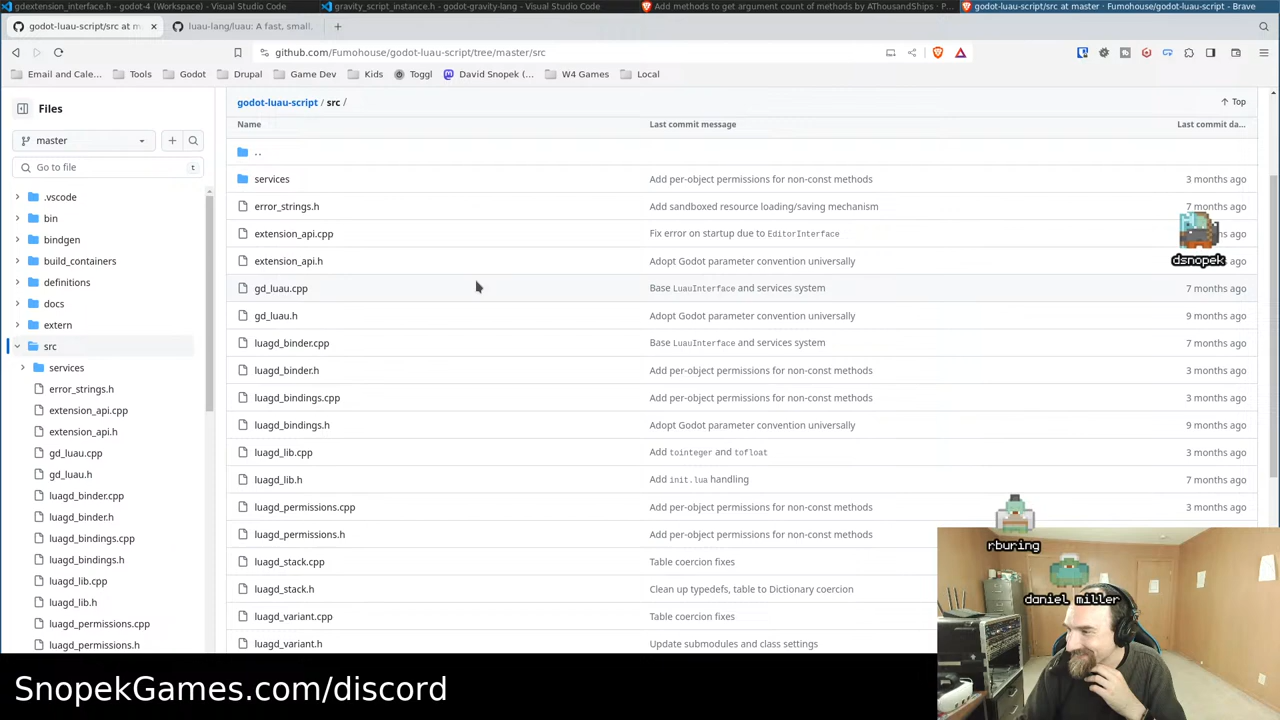 gdextension_interface.h - godot-4 (Workspace) - Visual Studio Code
gravity_script_instance.h - godot-gravity-lang - Visual Studio Code
Add methods to get argument count of methods by AThousandShips · P
godot-luau-script/src at master · Fumohouse/godot-luau-script - Brave
godot-luau-script/src at m
luau-lang/luau: A fast, small.
github.com/Fumohouse/godot-luau-script/tree/master/src
Email and Cale...
Tools
Godot
Drupal
Game Dev
Kids
Toggl
David Snopek (...
W4 Games
Local
Files
master
Go to file
t
.vscode
bin
bindgen
build_containers
definitions
docs
extern
src
services
error_strings.h
extension_api.cpp
extension_api.h
gd_luau.cpp
gd_luau.h
luagd_binder.cpp
luagd_binder.h
luagd_bindings.cpp
luagd_bindings.h
luagd_lib.cpp
luagd_lib.h
luagd_permissions.cpp
luagd_permissions.h
godot-luau-script / src /
Top
Name Last commit message Last commit da...
..
services Add per-object permissions for non-const methods 3 months ago
error_strings.h Add sandboxed resource loading/saving mechanism 7 months ago
extension_api.cpp Fix error on startup due to EditorInterface ago
extension_api.h Adopt Godot parameter convention universally ago
gd_luau.cpp Base LuauInterface and services system 7 months ago
gd_luau.h Adopt Godot parameter convention universally 9 months ago
luagd_binder.cpp Base LuauInterface and services system 7 months ago
luagd_binder.h Add per-object permissions for non-const methods 3 months ago
luagd_bindings.cpp Add per-object permissions for non-const methods 3 months ago
luagd_bindings.h Adopt Godot parameter convention universally 9 months ago
luagd_lib.cpp Add tointeger and tofloat 3 months ago
luagd_lib.h Add init.lua handling 7 months ago
luagd_permissions.cpp Add per-object permissions for non-const methods 3 months ago
luagd_permissions.h Add per-object permissions for non-const methods
luagd_stack.cpp Table coercion fixes
luagd_stack.h Clean up typedefs, table to Dictionary coercion
luagd_variant.cpp Table coercion fixes
luagd_variant.h Update submodules and class settings
dsnopek
rburing
daniel miller
SnopekGames.com/discord